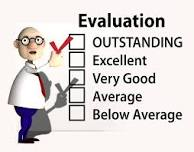 Evaluation
OUTSTANDING
Excellent
Very Good
Average
Below Average